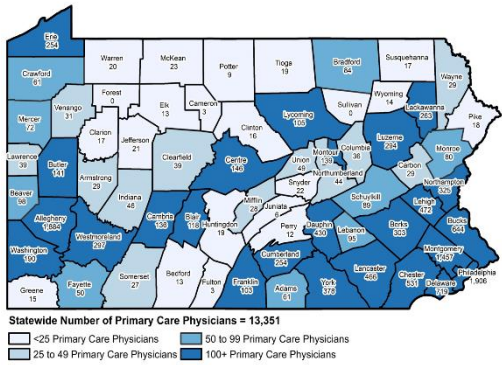 Erie
254
Crawford
61
Warren
20
McKean
23
Potter
9
Tioga
19
Bradford
64
Susquehanna
17
Wayne
29
Forest
0
Venango
31
Mercer
72
Elk
13
Cameron
3
Sullivan
0
Wyoming
14
Lackawanna
263
Pike
18
Clarion
17
Jefferson
21
Clinton
16
Lycoming
105
Luzerne
294
Lawrence
39
Butler
141
Clearfield
39
Centre
146
Union
49
Montour
139
Columbia
36
Monroe
80
Carbon
29
Armstrong
29
Northumberland
44
Snyder
22
Northampton
Beaver
98
Indiana
48
Mifflin
28
Juniata
6
Schuylkill
89
Lehigh
472
Allegheny
1,884
Cambria
Blair
118
Huntingdon
19
Perry
12
Dauphin
430
Lebanon
95
Berks
303
Bucks
644
Westmoreland
297
Washington
190
Cumberland
254
Montgomery
1,457
Lancaster
466
Chester
531
Philadelphia
1,906
Delaware
719
Greene
15
Fayette
50
Somerset
27
Bedford
13
Fulton
3
Franklin
103
Adams
61
York
378
Statewide Number of Primary Care Physicians = 13,351
<25 Primary Care Physicians
50 to 99 Primary Care Physicians
25 to 49 Primary Care Physicians
100+ Primary Care Physicians